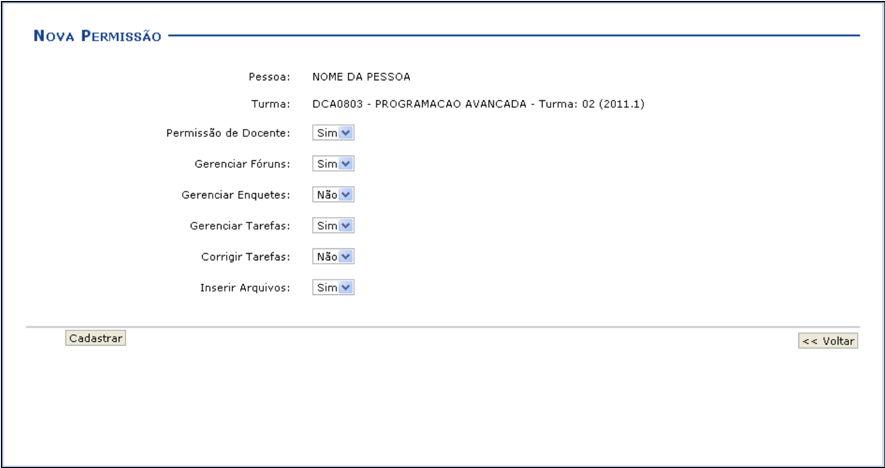 Nova Permissão
Pessoa: NOME DA PESSOA
Turma: DCA0803 - PROGRAMACAO AVANCADA - Turma: 02 (2011.1)
Permissão de Docente: Sim
Gerenciar Fóruns: Sim
Gerenciar Enquetes: Não
Gerenciar Tarefas: Sim
Corrigir Tarefas: Não
Inserir Arquivos: Sim
Cadastrar
<< Voltar